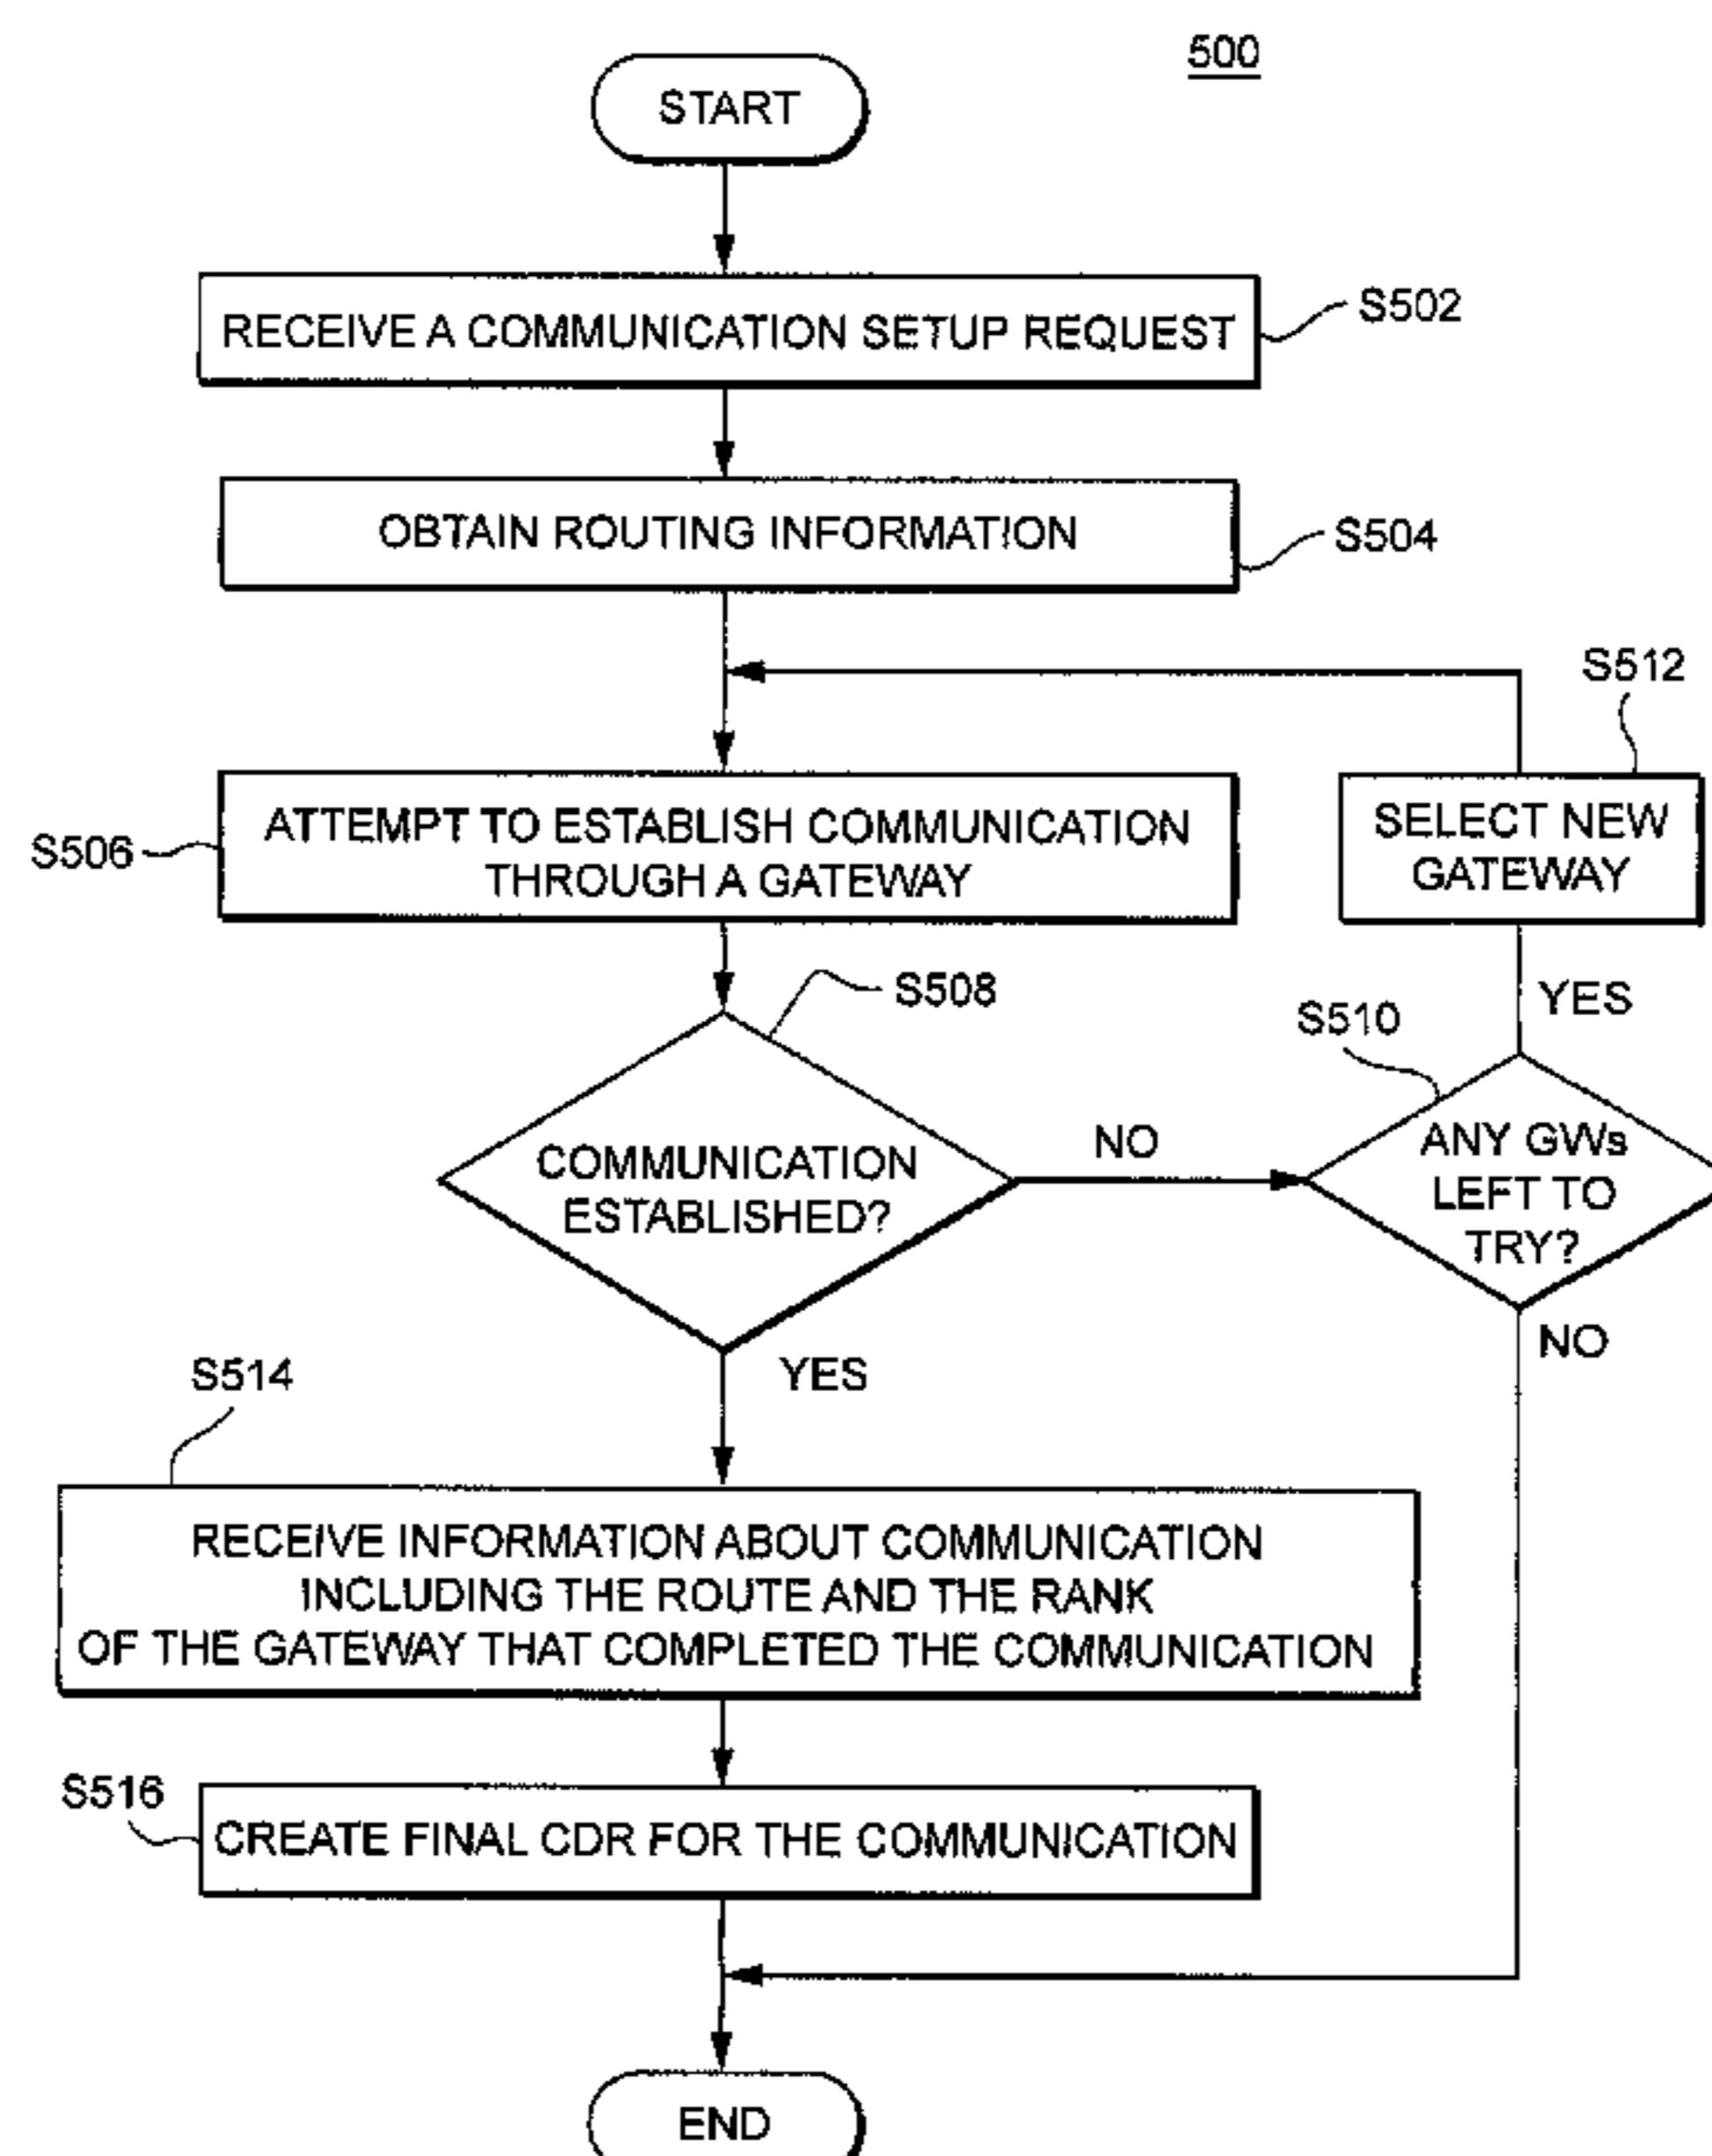 500
START
RECEIVE A COMMUNICATION SETUP REQUEST
S502
OBTAIN ROUTING INFORMATION
S504
S512
S506
ATTEMPT TO ESTABLISH COMMUNICATION
THROUGH A GATEWAY
SELECT NEW
GATEWAY
S508
YES
S510
COMMUNICATION
ESTABLISHED?
NO
ANY GWs
LEFT TO
TRY?
NO
YES
S514
RECEIVE INFORMATION ABOUT COMMUNICATION
INCLUDING THE ROUTE AND THE RANK
OF THE GATEWAY THAT COMPLETED THE COMMUNICATION
S516
CREATE FINAL CDR FOR THE COMMUNICATION
END